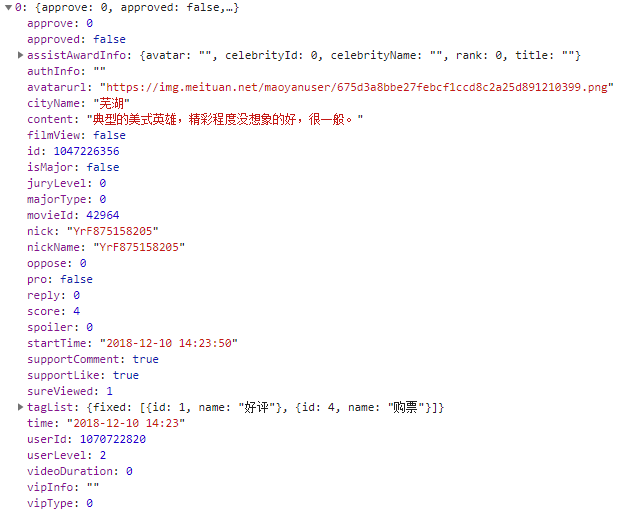 0: {approve: 0, approved: false,…}
approve: 0
approved: false
assistAwardInfo: {avatar: "", celebrityId: 0, celebrityName: "", rank: 0, title: ""}
authInfo: ""
avatarurl: "https://img.meituan.net/maoyanuser/675d3a8bbe27febcf1ccd8c2a25d891210399.png"
cityName: "芜湖"
content: "典型的美式英雄，精彩程度没想象的好，很一般。"
filmView: false
id: 1047226356
isMajor: false
juryLevel: 0
majorType: 0
movieId: 42964
nick: "YrF875158205"
nickName: "YrF875158205"
oppose: 0
pro: false
reply: 0
score: 4
spoiler: 0
startTime: "2018-12-10 14:23:50"
supportComment: true
supportLike: true
sureViewed: 1
tagList: {fixed: [{id: 1, name: "好评"}, {id: 4, name: "购票"}]}
time: "2018-12-10 14:23"
userId: 1070722820
userLevel: 2
videoDuration: 0
vipInfo: ""
vipType: 0